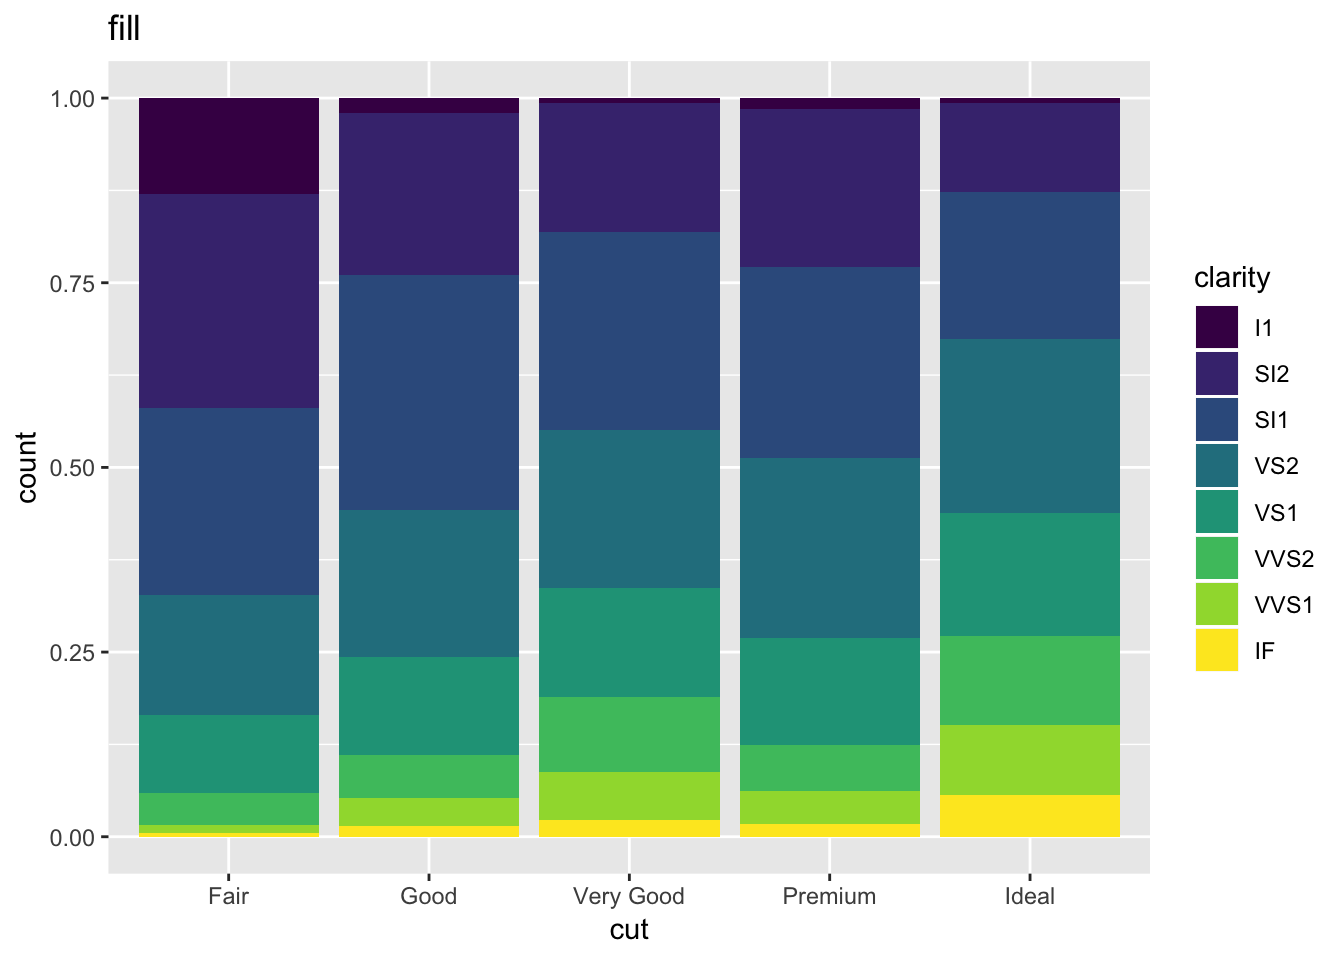 fill
1.00
0.75
0.50
0.25
0.00
count
Fair
Good
Very Good
Premium
Ideal
cut
clarity
I1
SI2
SI1
VS2
VS1
VVS2
VVS1
IF